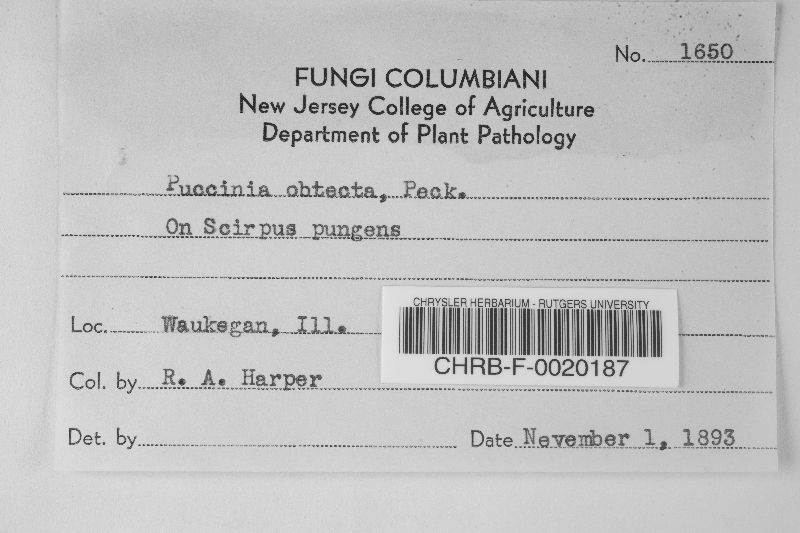 No. 1650
FUNGI COLUMBIANI
New Jersey College of Agriculture
Department of Plant Pathology
Puccinia obtecta, Peck.
On Scirpus pungens
Loc. Waukegan, Ill.
CHRYSLER HERBARIUM - RUTGERS UNIVERSITY
CHRB-F-0020187
Col. by R. A. Harper
Det. by
Date November 1, 1893